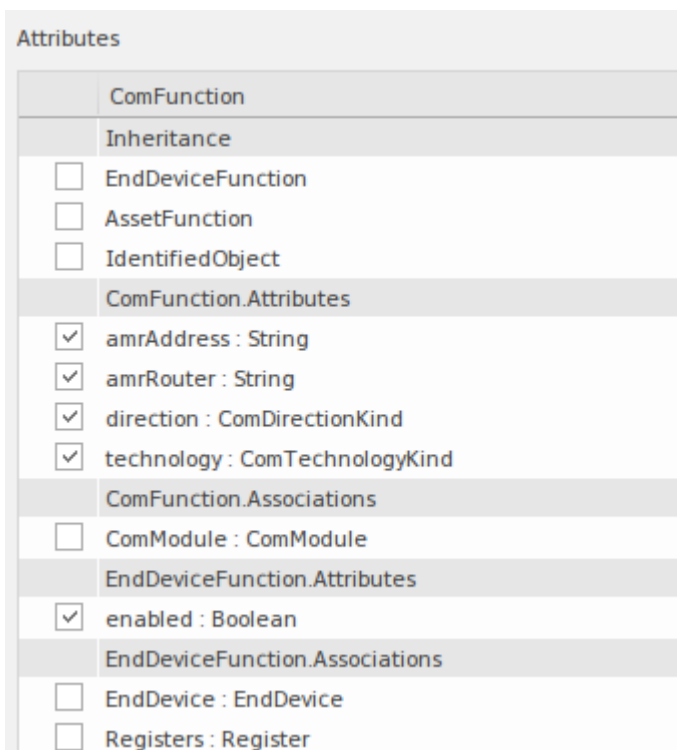 Attributes
ComFunction
Inheritance
EndDeviceFunction
AssetFunction
IdentifiedObject
ComFunction.Attributes
amrAddress : String
amrRouter : String
direction : ComDirectionKind
technology : ComTechnologyKind
ComFunction.Associations
ComModule : ComModule
EndDeviceFunction.Attributes
enabled : Boolean
EndDeviceFunction.Associations
EndDevice : EndDevice
Registers : Register